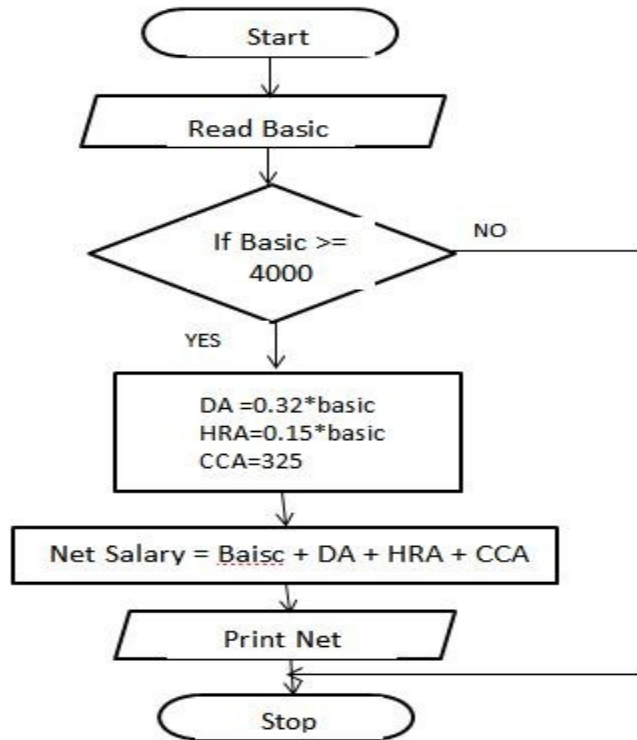 Start
Read Basic
If Basic >=
4000
NO
YES
DA =0.32*basic
HRA=0.15*basic
CCA=325
Net Salary = Baisc + DA + HRA + CCA
Print Net
Stop